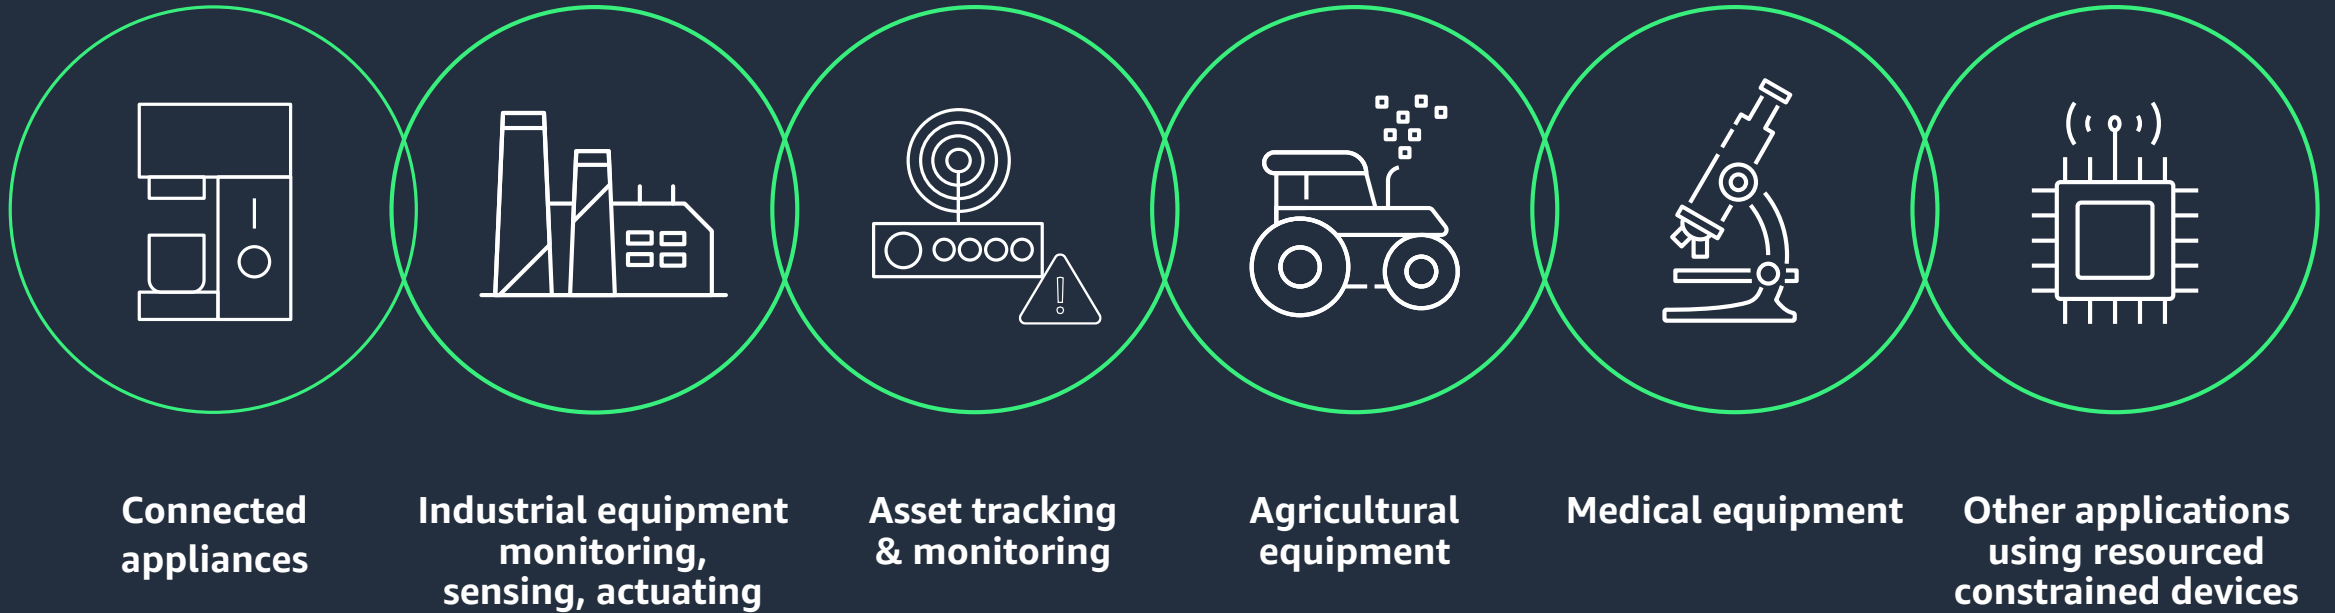 Connected
appliances
Industrial equipment
monitoring,
sensing, actuating
Asset tracking
& monitoring
Agricultural
equipment
Medical equipment
Other applications
using resourced
constrained devices